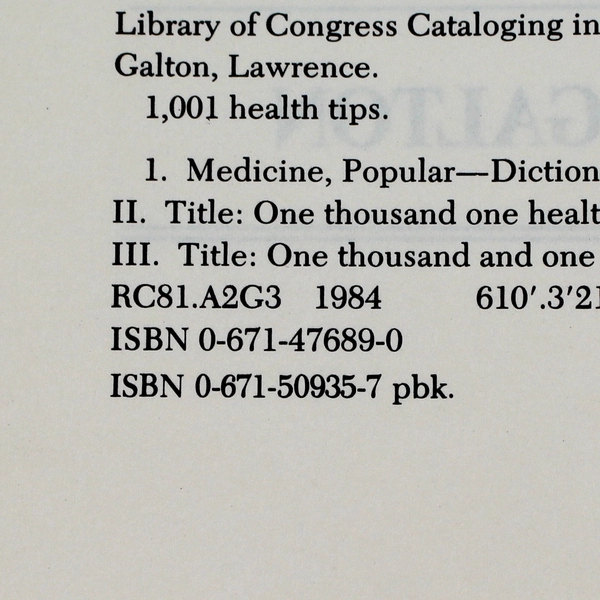 Library of Congress Cataloging in
Galton, Lawrence.
1,001 health tips.
1. Medicine, Popular—Diction
II. Title: One thousand one healt
III. Title: One thousand and one
RC81.A2G3 1984 610′.3′21
ISBN 0-671-47689-0
ISBN 0-671-50935-7 pbk.